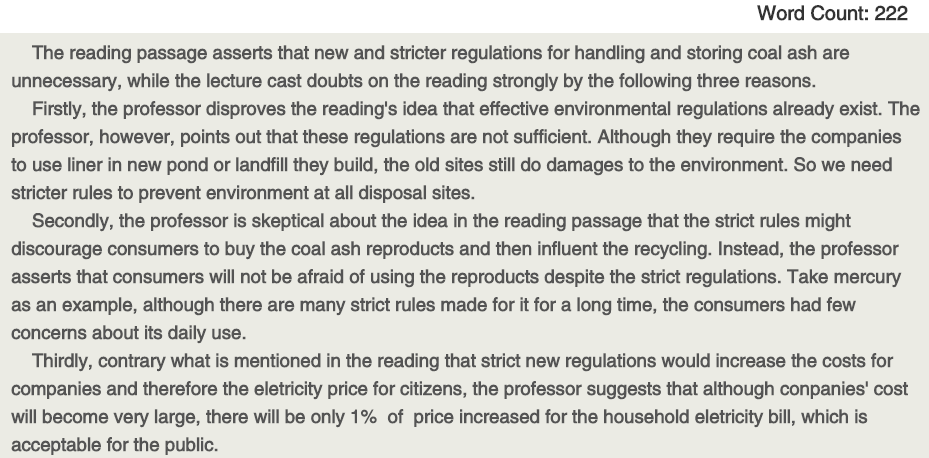 Word Count: 222
The reading passage asserts that new and stricter regulations for handling and storing coal ash are
unnecessary, while the lecture cast doubts on the reading strongly by the following three reasons.
Firstly, the professor disproves the reading's idea that effective environmental regulations already exist. The
professor, however, points out that these regulations are not sufficient. Although they require the companies
to use liner in new pond or landfill they build, the old sites still do damages to the environment. So we need
stricter rules to prevent environment at all disposal sites.
Secondly, the professor is skeptical about the idea in the reading passage that the strict rules might
discourage consumers to buy the coal ash reproducts and then influent the recycling. Instead, the professor
asserts that consumers will not be afraid of using the reproducts despite the strict regulations. Take mercury
as an example, although there are many strict rules made for it for a long time, the consumers had few
concerns about its daily use.
Thirdly, contrary what is mentioned in the reading that strict new regulations would increase the costs for
companies and therefore the eletricity price for citizens, the professor suggests that although conpanies' cost
will become very large, there will be only 1% of price increased for the household eletricity bill, which is
acceptable for the public.